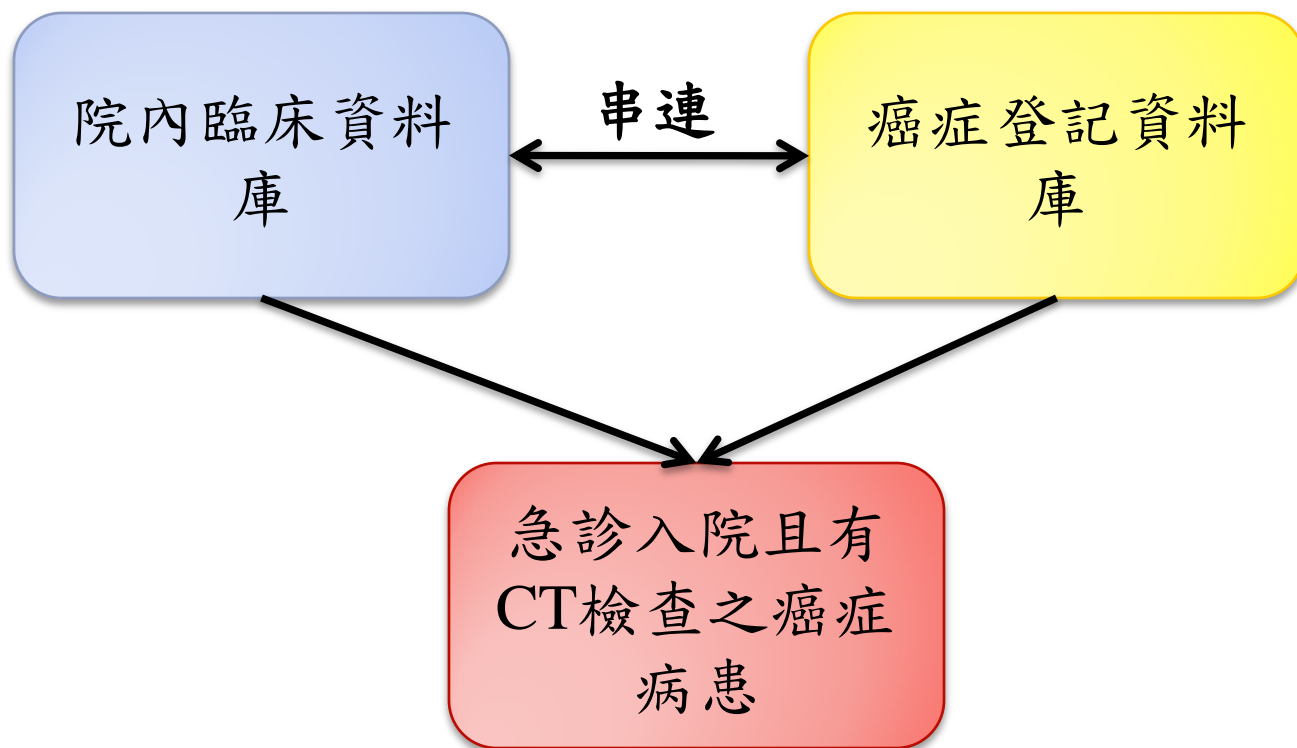 院內臨床資料
庫
串連
癌症登記資料
庫
急診入院且有
CT檢查之癌症
病患